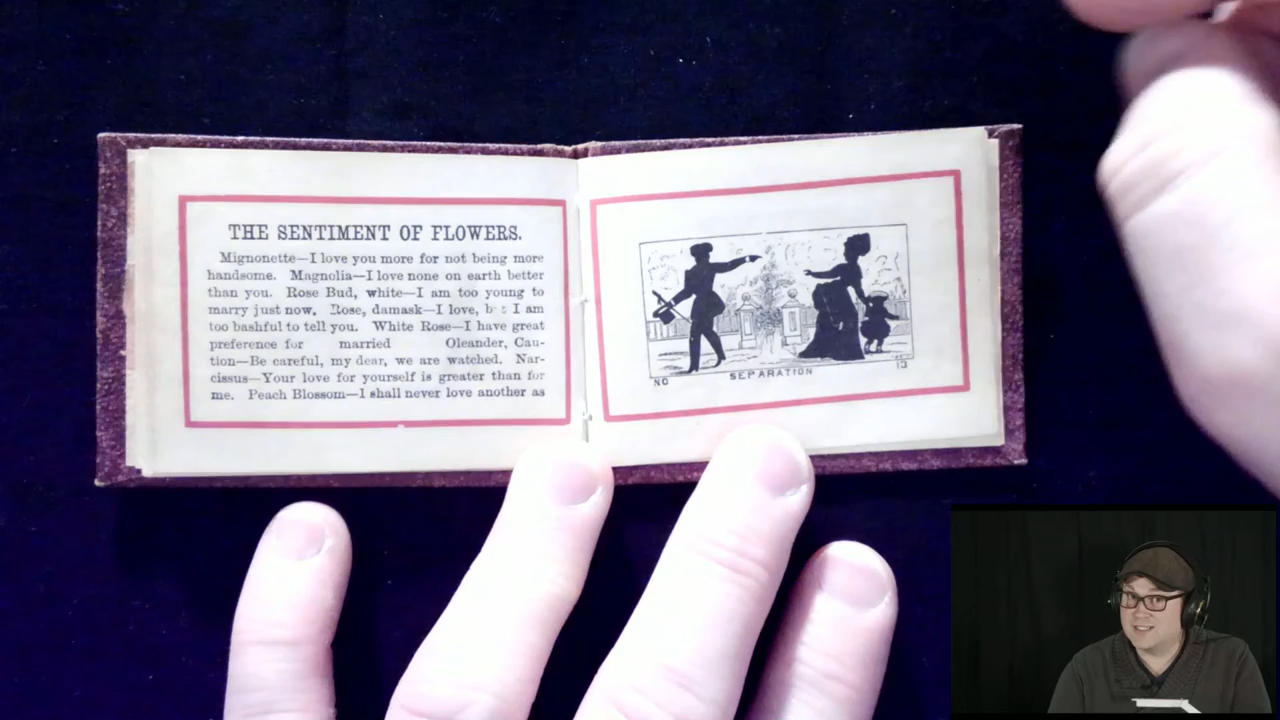 THE SENTIMENT OF FLOWERS.
Mignonette—I love you more for not being more
handsome. Magnolia—I love none on earth better
than you. Rose Bud, white—I am too young to
marry just now. Rose, damask—I love, but I am
too bashful to tell you. White Rose—I have great
preference for married Oleander, Cau-
tion—Be careful, my dear, we are watched. Nar-
cissus—Your love for yourself is greater than for
me. Peach Blossom—I shall never love another as
NO SEPARATION 13